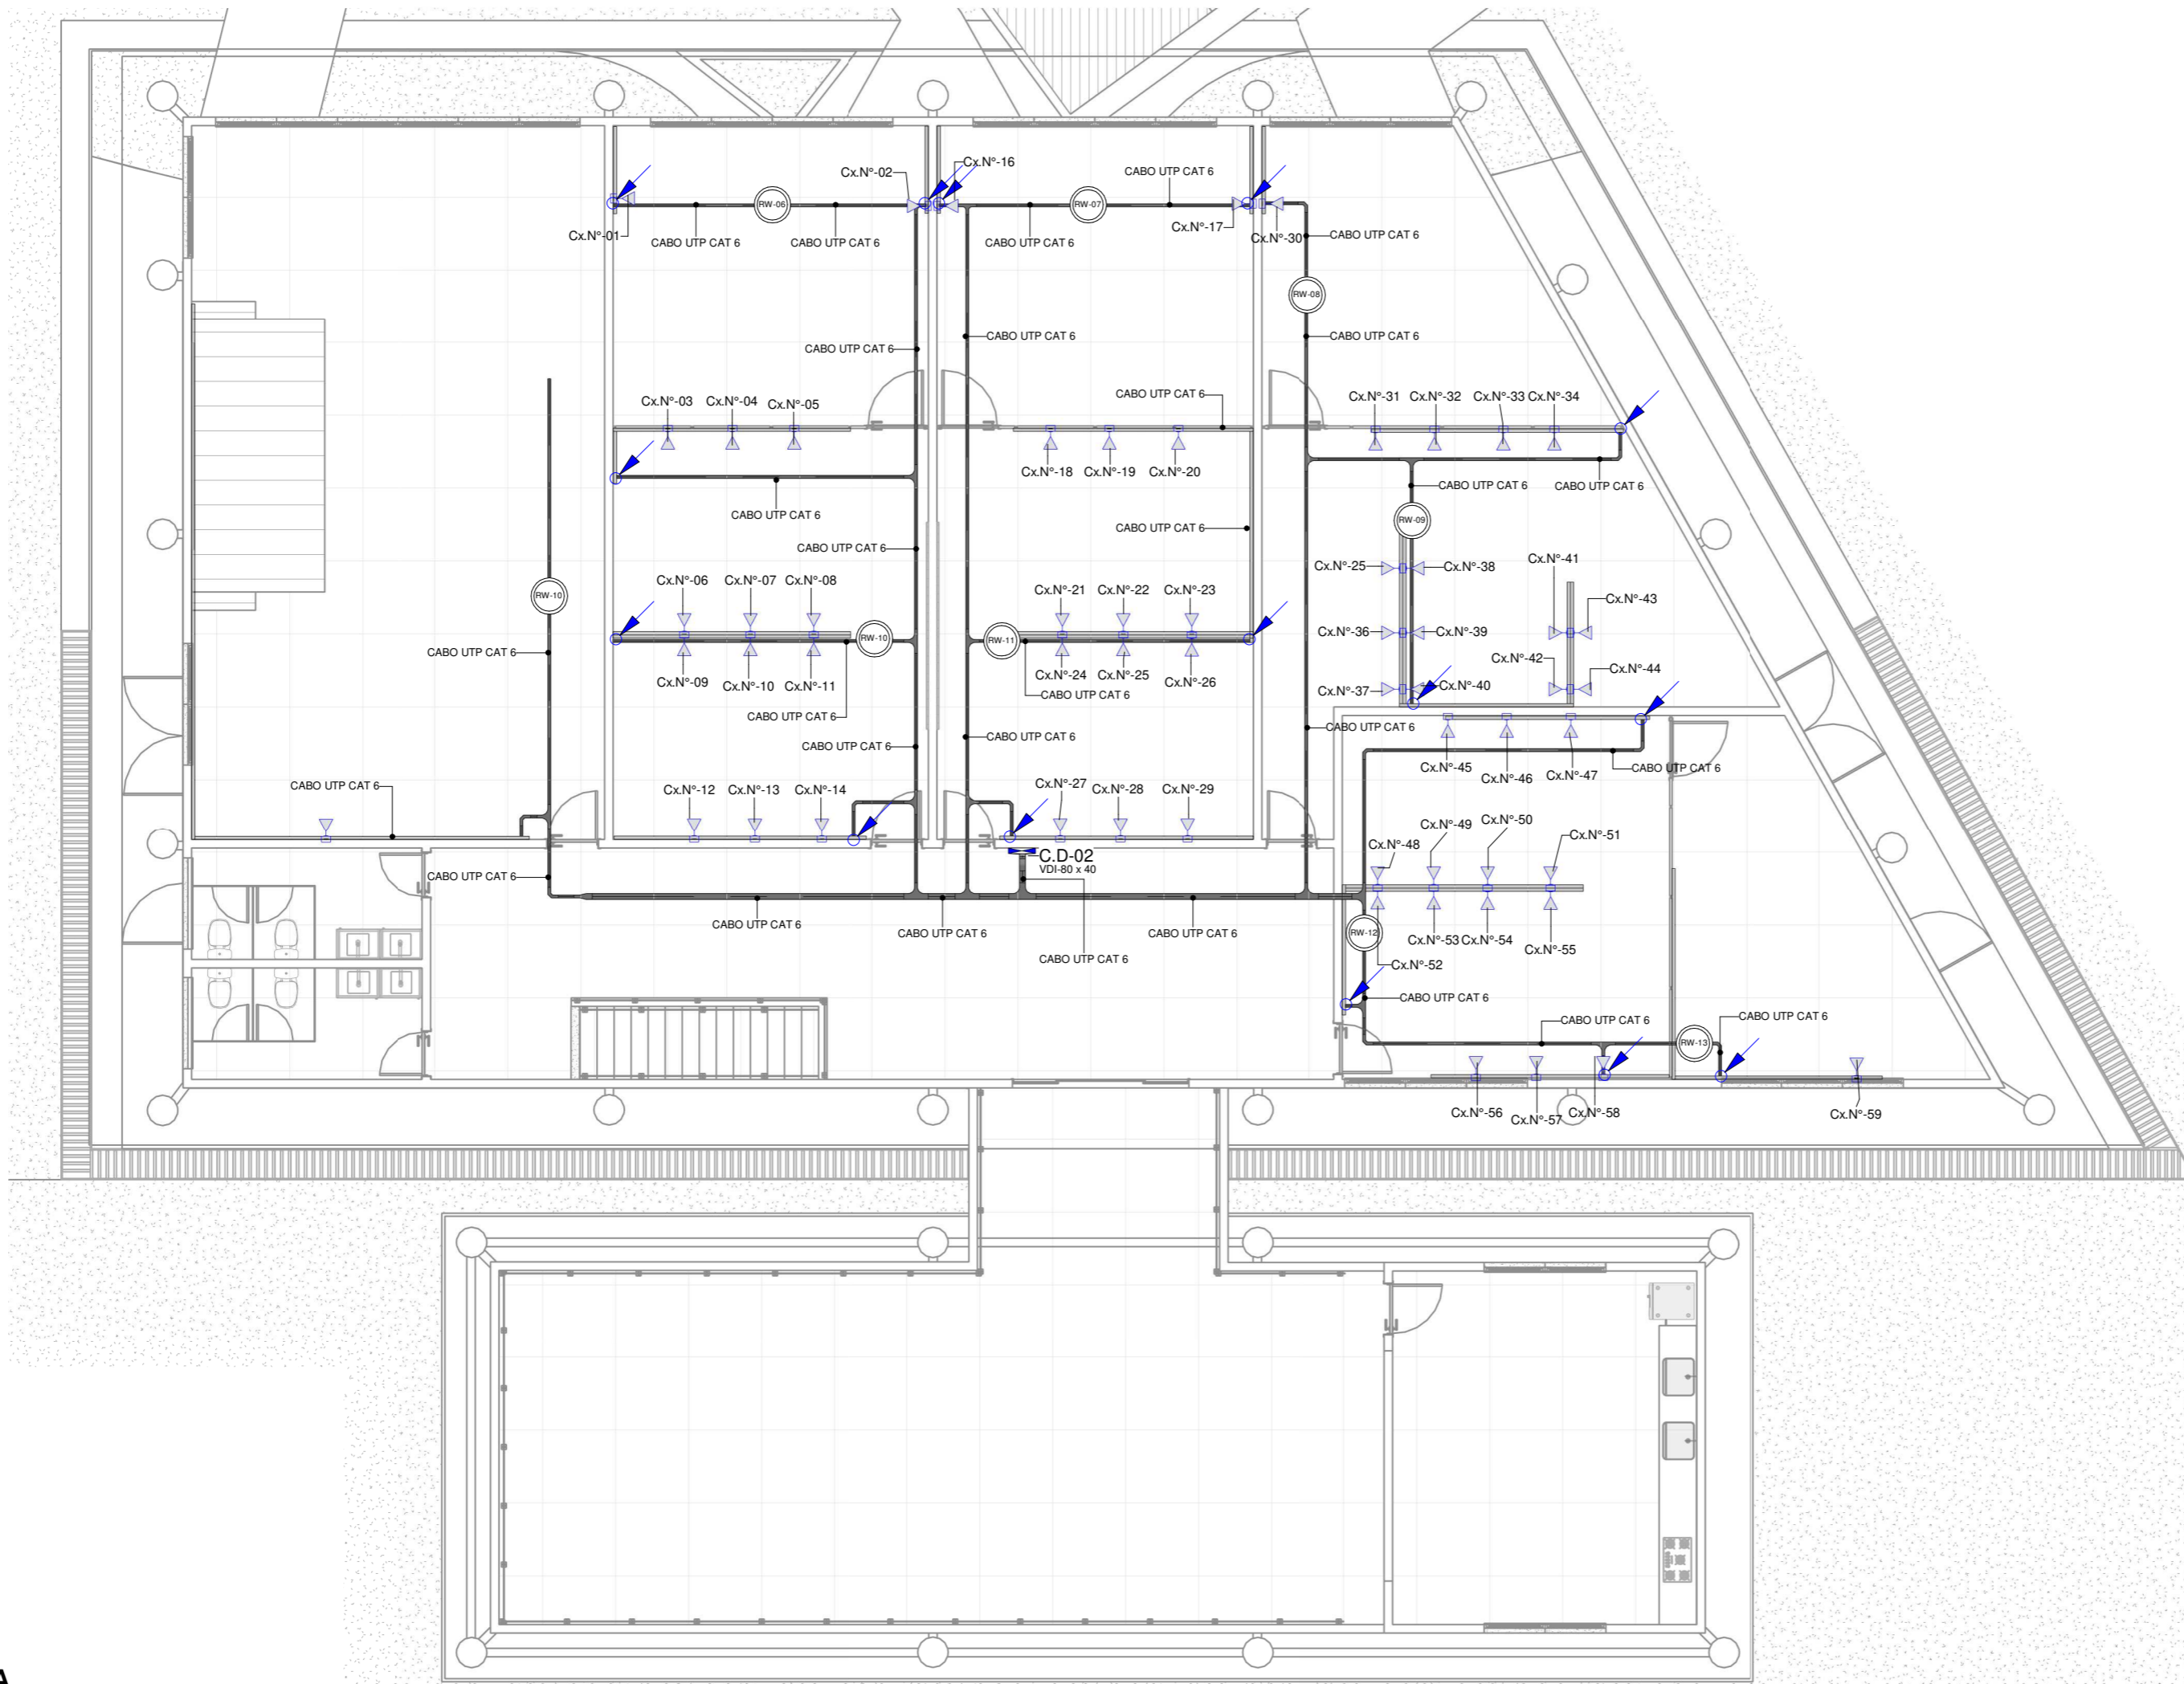 Cx.N°-16
Cx.N°-02
CABO UTP CAT 6
RW-06
RW-07
Cx.N°-01
Cx.N°-17
Cx.N°-30
CABO UTP CAT 6
CABO UTP CAT 6
CABO UTP CAT 6
CABO UTP CAT 6
RW-08
CABO UTP CAT 6
CABO UTP CAT 6
CABO UTP CAT 6
Cx.N°-03
Cx.N°-04
Cx.N°-05
CABO UTP CAT 6
Cx.N°-31
Cx.N°-32
Cx.N°-33
Cx.N°-34
Cx.N°-18
Cx.N°-19
Cx.N°-20
CABO UTP CAT 6
CABO UTP CAT 6
CABO UTP CAT 6
CABO UTP CAT 6
RW-09
CABO UTP CAT 6
Cx.N°-25
Cx.N°-38
Cx.N°-41
Cx.N°-06
Cx.N°-07
Cx.N°-08
Cx.N°-21
Cx.N°-22
Cx.N°-23
Cx.N°-43
RW-10
RW-10
RW-11
Cx.N°-36
Cx.N°-39
CABO UTP CAT 6
Cx.N°-42
Cx.N°-44
Cx.N°-09
Cx.N°-10
Cx.N°-11
Cx.N°-24
Cx.N°-25
Cx.N°-26
Cx.N°-37
Cx.N°-40
CABO UTP CAT 6
CABO UTP CAT 6
CABO UTP CAT 6
CABO UTP CAT 6
CABO UTP CAT 6
Cx.N°-45
Cx.N°-46
Cx.N°-47
CABO UTP CAT 6
CABO UTP CAT 6
Cx.N°-12
Cx.N°-13
Cx.N°-14
Cx.N°-27
Cx.N°-28
Cx.N°-29
Cx.N°-48
Cx.N°-49
Cx.N°-50
Cx.N°-51
C.D-02
VDI-80 x 40
CABO UTP CAT 6
CABO UTP CAT 6
CABO UTP CAT 6
CABO UTP CAT 6
CABO UTP CAT 6
RW-12
Cx.N°-53
Cx.N°-54
Cx.N°-55
Cx.N°-52
CABO UTP CAT 6
CABO UTP CAT 6
CABO UTP CAT 6
RW-13
Cx.N°-56
Cx.N°-57
Cx.N°-58
Cx.N°-59